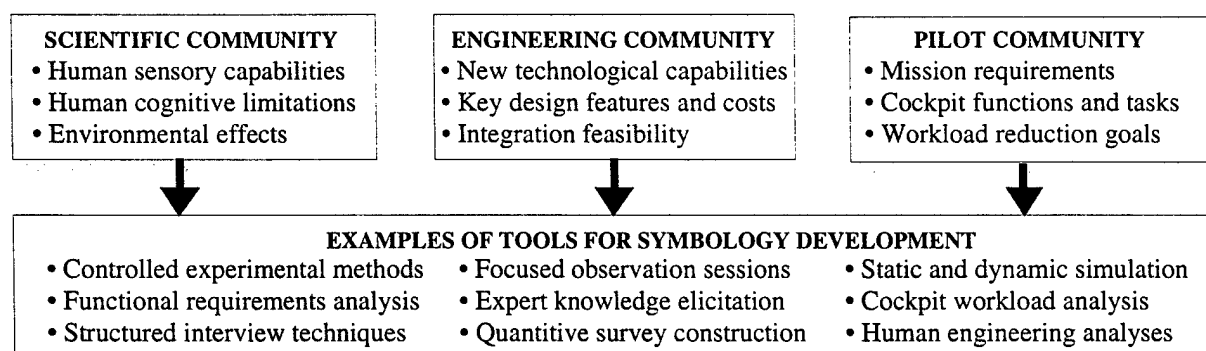 SCIENTIFIC COMMUNITY
• Human sensory capabilities
• Human cognitive limitations
• Environmental effects
ENGINEERING COMMUNITY
• New technological capabilities
• Key design features and costs
• Integration feasibility
PILOT COMMUNITY
• Mission requirements
• Cockpit functions and tasks
• Workload reduction goals
EXAMPLES OF TOOLS FOR SYMBOLOGY DEVELOPMENT
• Controlled experimental methods
• Functional requirements analysis
• Structured interview techniques
• Focused observation sessions
• Expert knowledge elicitation
• Quantitive survey construction
• Static and dynamic simulation
• Cockpit workload analysis
• Human engineering analyses